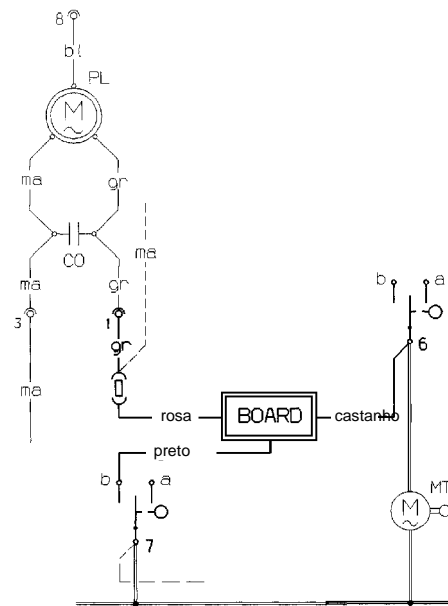 8
bl
PL
M
~
ma
gr
CO
ma
ma
gr
3
1
b
a
gr
6
ma
rosa
BOARD
castanho
preto
b
a
MT
M
~
7